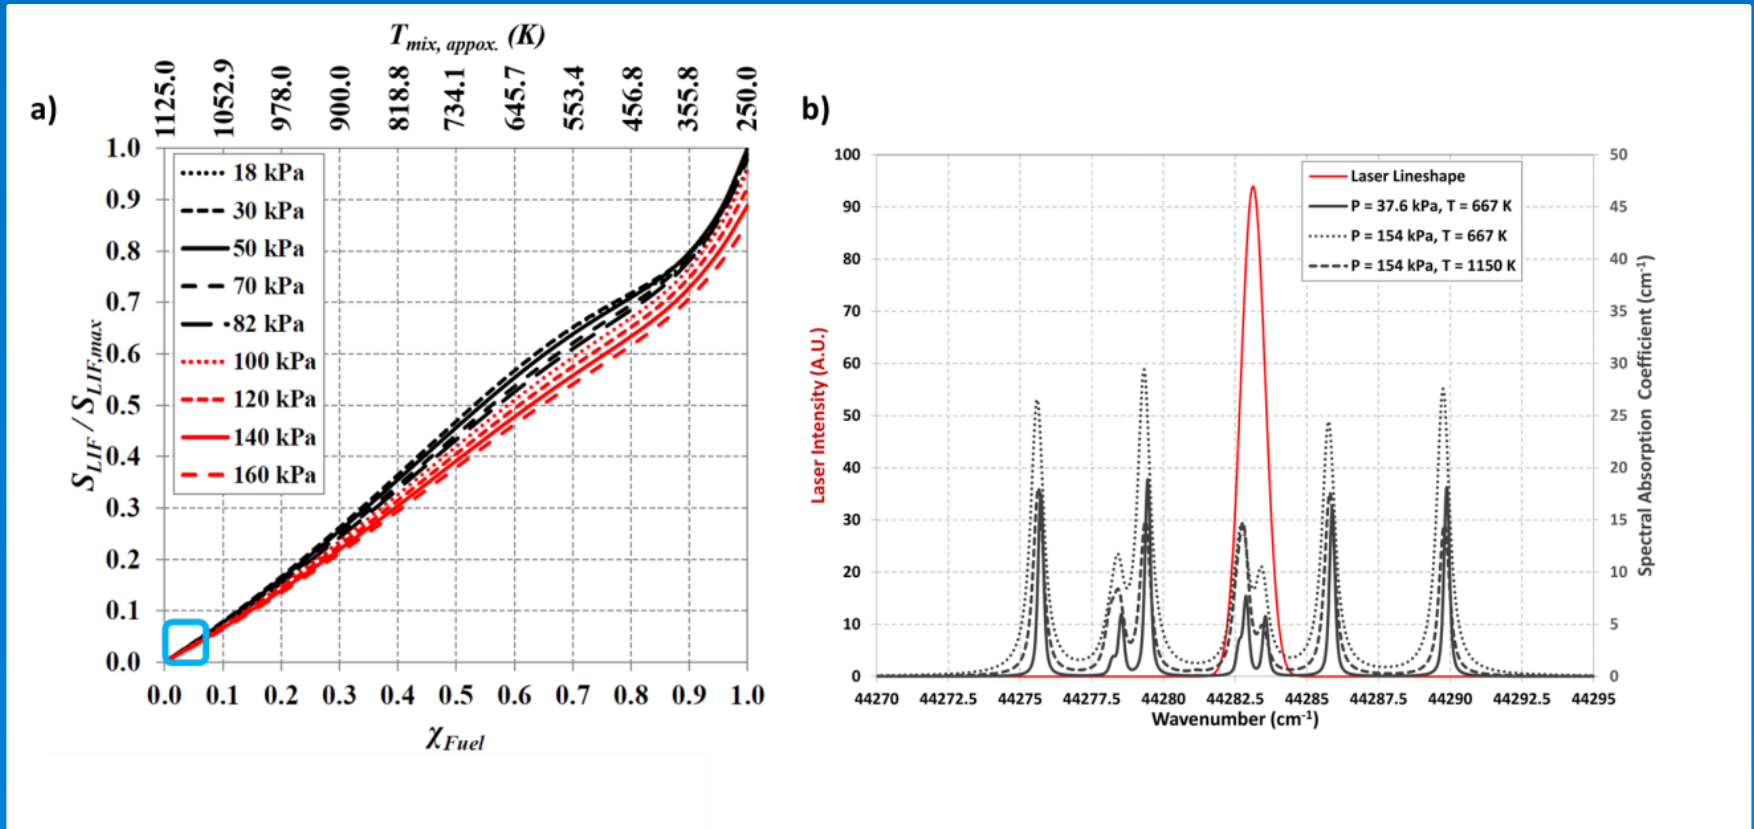 T_mix, appox. (K)
a)
1125.0
1052.9
978.0
900.0
818.8
734.1
645.7
553.4
456.8
355.8
250.0
S_LIF / S_LIF,max
1.0
0.9
0.8
0.7
0.6
0.5
0.4
0.3
0.2
0.1
0.0
18 kPa
30 kPa
50 kPa
70 kPa
82 kPa
100 kPa
120 kPa
140 kPa
160 kPa
0.0 0.1 0.2 0.3 0.4 0.5 0.6 0.7 0.8 0.9 1.0
χ_Fuel
b)
Laser Intensity (A.U.)
100
90
80
70
60
50
40
30
20
10
0
Laser Lineshape
P = 37.6 kPa, T = 667 K
P = 154 kPa, T = 667 K
P = 154 kPa, T = 1150 K
50
45
40
35
30
25
20
15
10
5
0
Spectral Absorption Coefficient (cm⁻¹)
44270 44272.5 44275 44277.5 44280 44282.5 44285 44287.5 44290 44292.5 44295
Wavenumber (cm⁻¹)